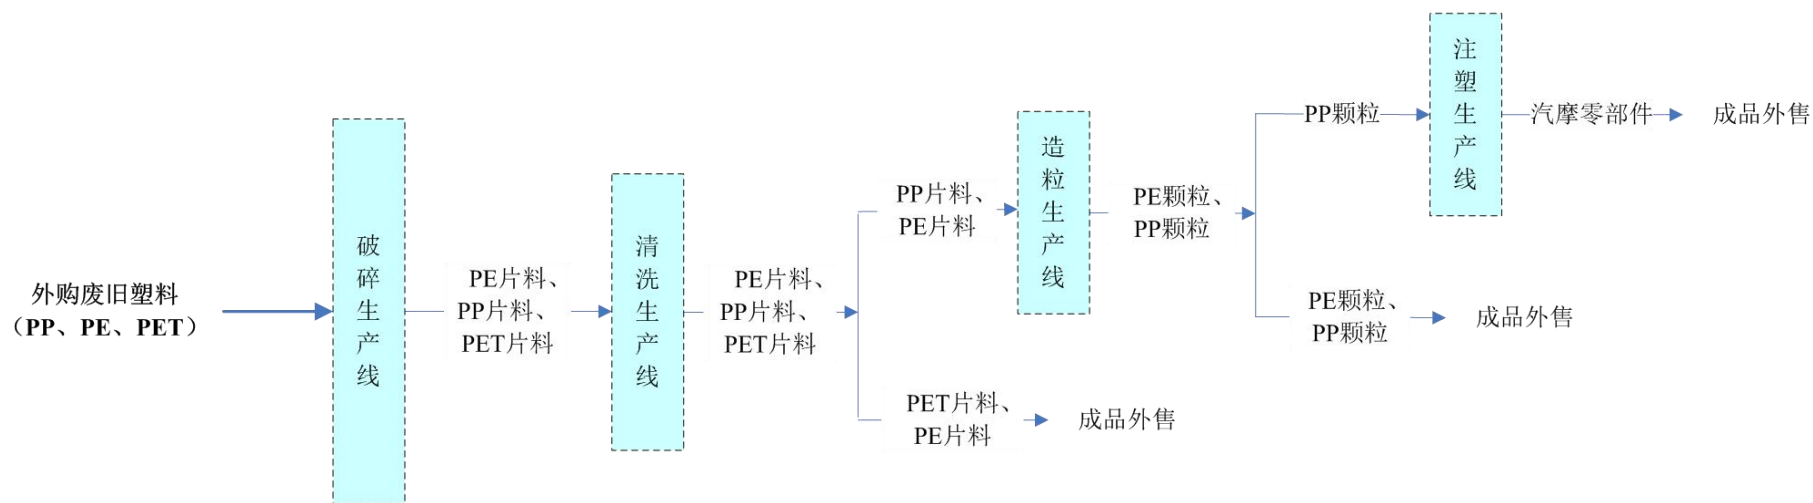 外购废旧塑料
（PP、PE、PET）
破碎生产线
PE片料、
PP片料、
PET片料
清洗生产线
PE片料、
PP片料、
PET片料
PP片料、
PE片料
造粒生产线
PE颗粒、
PP颗粒
PP颗粒
注塑生产线
汽摩零部件
成品外售
PE颗粒、
PP颗粒
成品外售
PET片料、
PE片料
成品外售